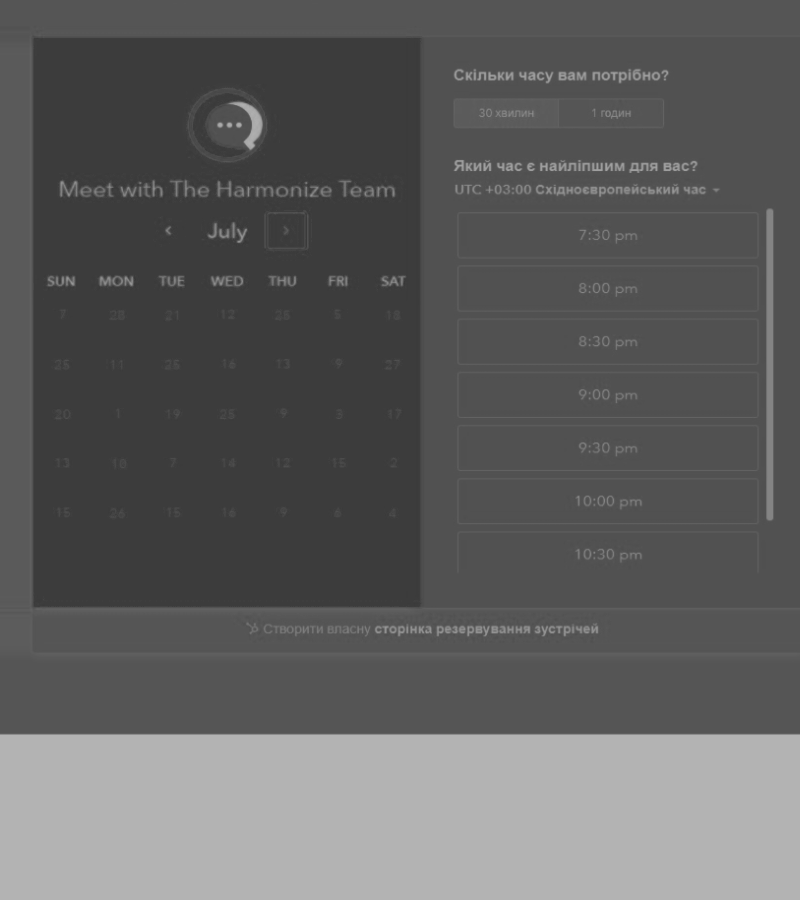 Meet with The Harmonize Team
July
SUN MON TUE WED THU FRI SAT
7 28 21 12 25 5 18
25 11 25 16 13 9 27
20 1 19 25 9 3 17
13 18 7 14 12 15 2
15 26 15 16 9 6 4
Скільки часу вам потрібно?
30 хвилин 1 годин
Який час є найліпшим для вас?
UTC +03:00 Східноєвропейський час
7:30 pm
8:00 pm
8:30 pm
9:00 pm
9:30 pm
10:00 pm
10:30 pm
Створити власну сторінка резервування зустрічей